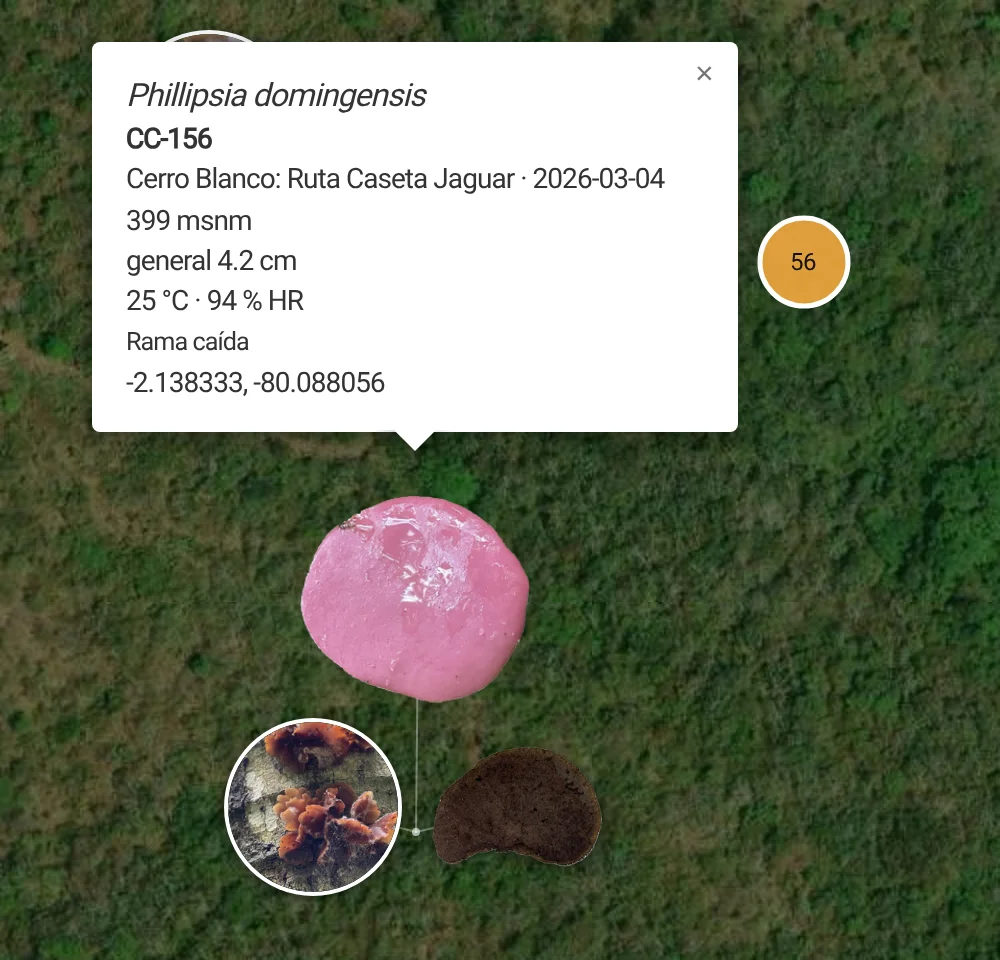 Phillipsia domingensis
CC-156
Cerro Blanco: Ruta Caseta Jaguar · 2026-03-04
399 msnm
general 4.2 cm
25 °C · 94 % HR
Rama caída
-2.138333, -80.088056
56